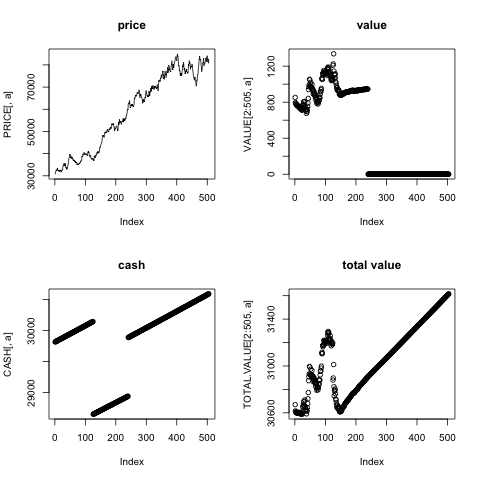 price
PRICE[, a]
30000 50000 70000
0 100 200 300 400 500
Index
value
VALUE[2:505, a]
0 400 800 1200
0 100 200 300 400 500
Index
cash
CASH[, a]
29000 30000
0 100 200 300 400 500
Index
total value
TOTAL.VALUE[2:505, a]
30600 31000 31400
0 100 200 300 400 500
Index